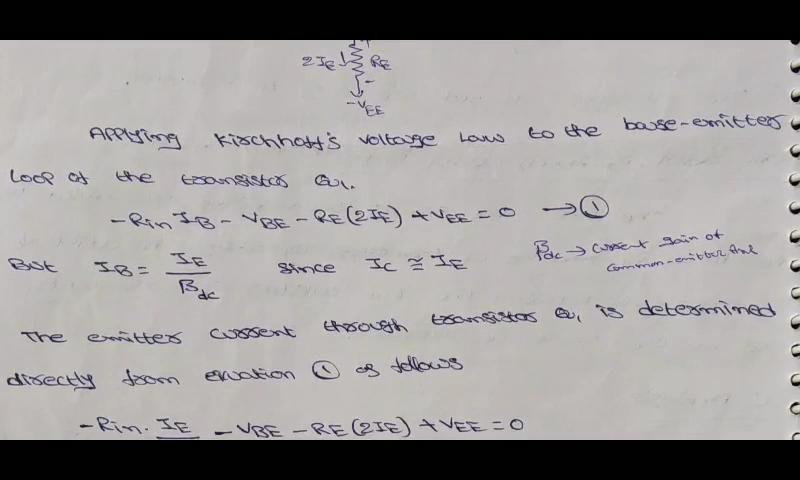 +
2IE RE
-
-VEE
Applying Kirchhoff's voltage law to the base-emitter
loop of the transistor Q1.
-Rin IB - VBE - RE(2IE) + VEE = 0 → ①
βdc → current gain of
common-emitter
But IB = IE/βdc since IC ≅ IE
The emitter current through transistor Q1 is determined
directly from equation ① as follows
-Rin. IE - VBE - RE(2IE) + VEE = 0